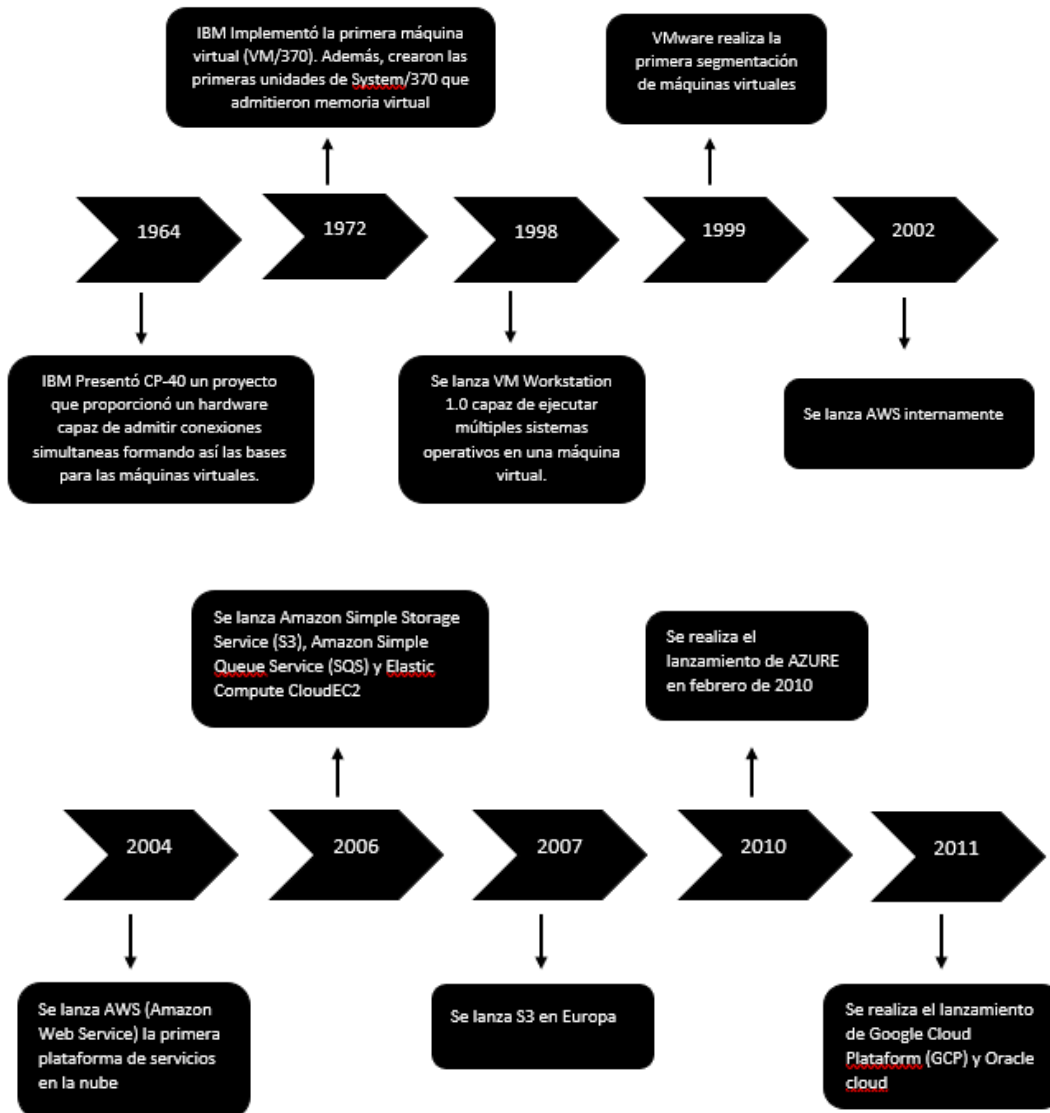 IBM Implementó la primera máquina
virtual (VM/370). Además, crearon las
primeras unidades de System/370 que
admitieron memoria virtual
VMware realiza la
primera segmentación
de máquinas virtuales
1964
1972
1998
1999
2002
IBM Presentó CP-40 un proyecto
que proporcionó un hardware
capaz de admitir conexiones
simultaneas formando así las bases
para las máquinas virtuales.
Se lanza VM Workstation
1.0 capaz de ejecutar
múltiples sistemas
operativos en una máquina
virtual.
Se lanza AWS internamente
Se lanza Amazon Simple Storage
Service (S3), Amazon Simple
Queue Service (SQS) y Elastic
Compute CloudEC2
Se realiza el
lanzamiento de AZURE
en febrero de 2010
2004
2006
2007
2010
2011
Se lanza AWS (Amazon
Web Service) la primera
plataforma de servicios
en la nube
Se lanza S3 en Europa
Se realiza el lanzamiento
de Google Cloud
Plataform (GCP) y Oracle
cloud